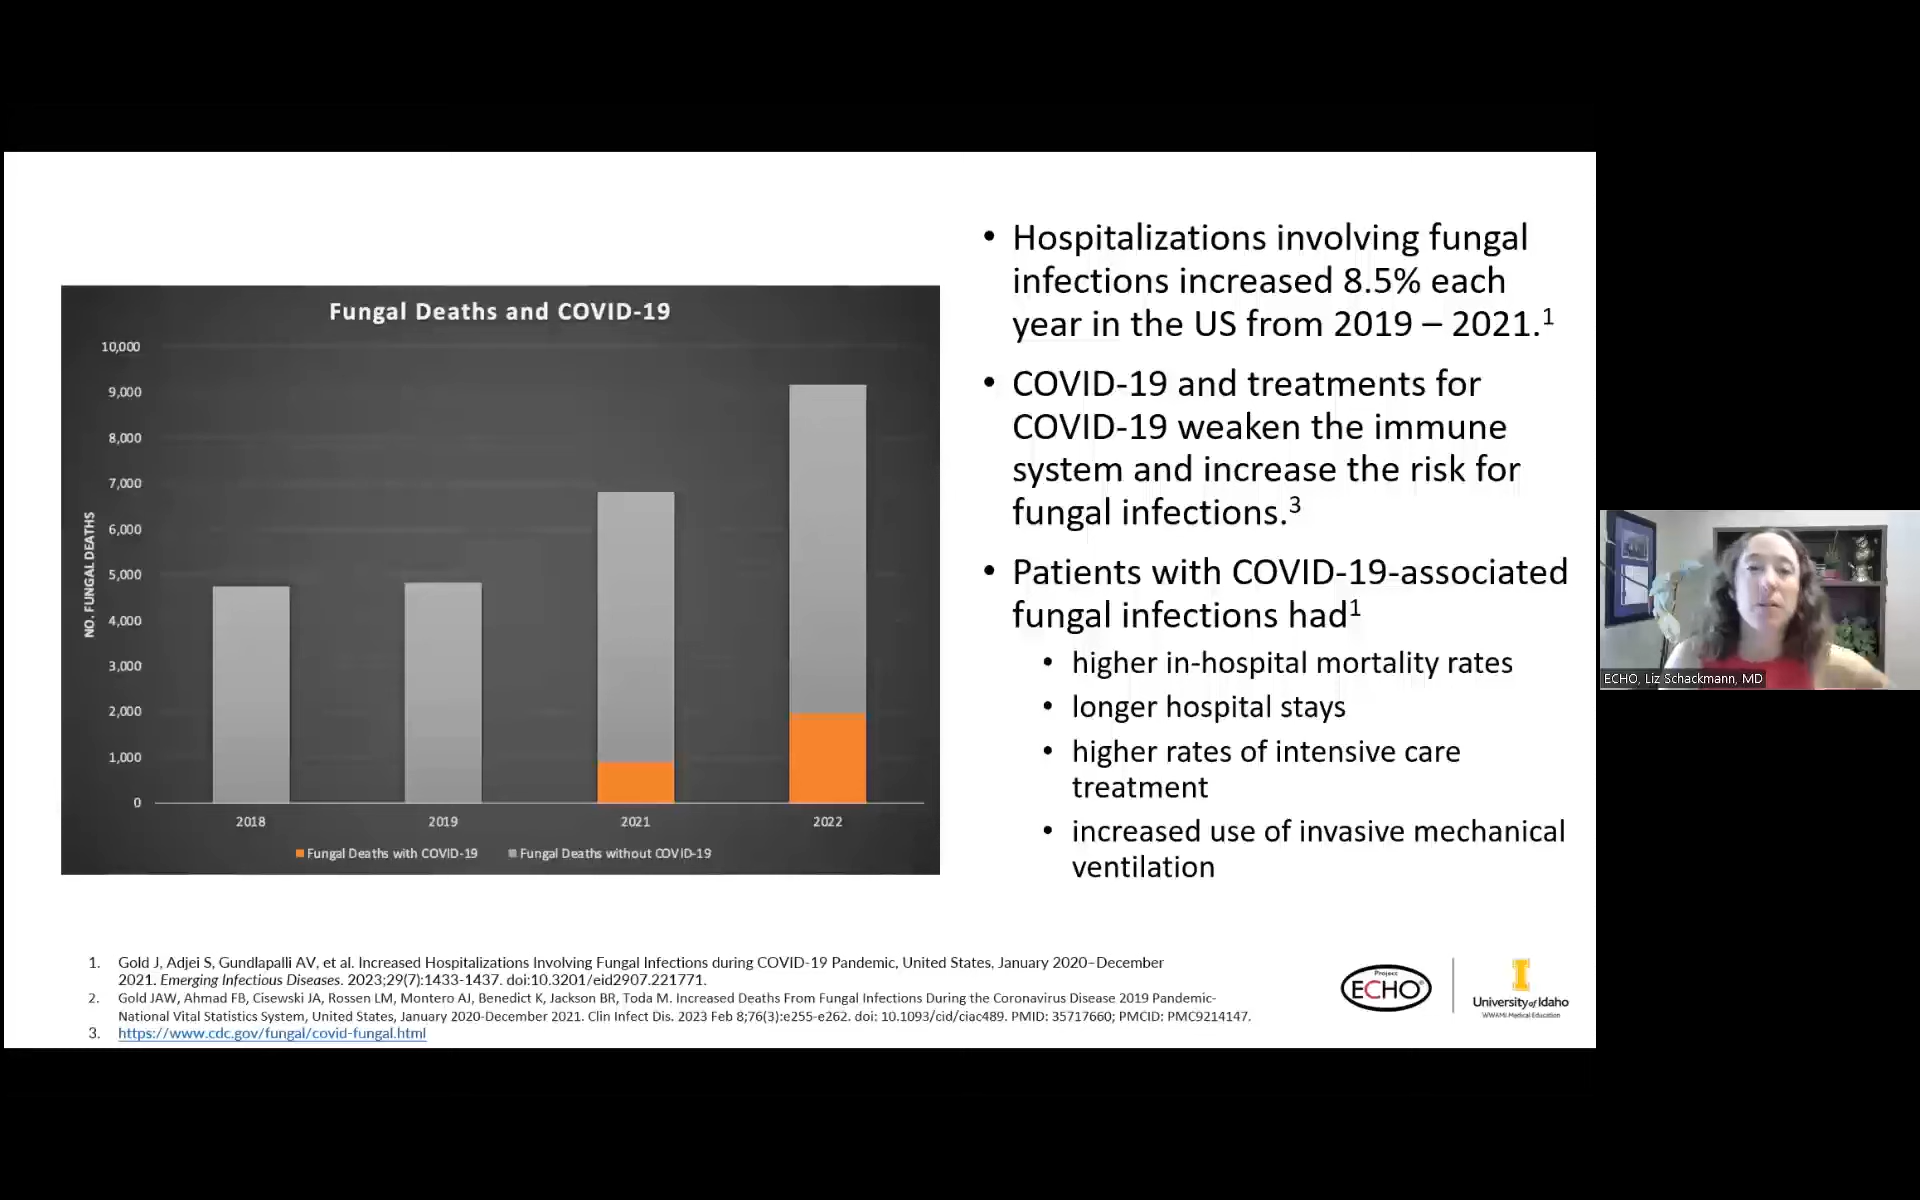 Fungal Deaths and COVID-19
10,000
9,000
8,000
7,000
6,000
5,000
4,000
3,000
2,000
1,000
0
NO. FUNGAL DEATHS
2018
2019
2021
2022
Fungal Deaths with COVID-19
Fungal Deaths without COVID-19
• Hospitalizations involving fungal
infections increased 8.5% each
year in the US from 2019 – 2021.1
• COVID-19 and treatments for
COVID-19 weaken the immune
system and increase the risk for
fungal infections.3
• Patients with COVID-19-associated
fungal infections had1
• higher in-hospital mortality rates
• longer hospital stays
• higher rates of intensive care
treatment
• increased use of invasive mechanical
ventilation
ECHO, Liz Schackmann, MD
1. Gold J, Adjei S, Gundlapalli AV, et al. Increased Hospitalizations Involving Fungal Infections during COVID-19 Pandemic, United States, January 2020–December
2021. Emerging Infectious Diseases. 2023;29(7):1433-1437. doi:10.3201/eid2907.221771.
2. Gold JAW, Ahmad FB, Cisewski JA, Rossen LM, Montero AJ, Benedict K, Jackson BR, Toda M. Increased Deaths From Fungal Infections During the Coronavirus Disease 2019 Pandemic-
National Vital Statistics System, United States, January 2020-December 2021. Clin Infect Dis. 2023 Feb 8;76(3):e255-e262. doi: 10.1093/cid/ciac489. PMID: 35717660; PMCID: PMC9214147.
3. https://www.cdc.gov/fungal/covid-fungal.html
Project
ECHO®
I
University of Idaho
WWAMI Medical Education